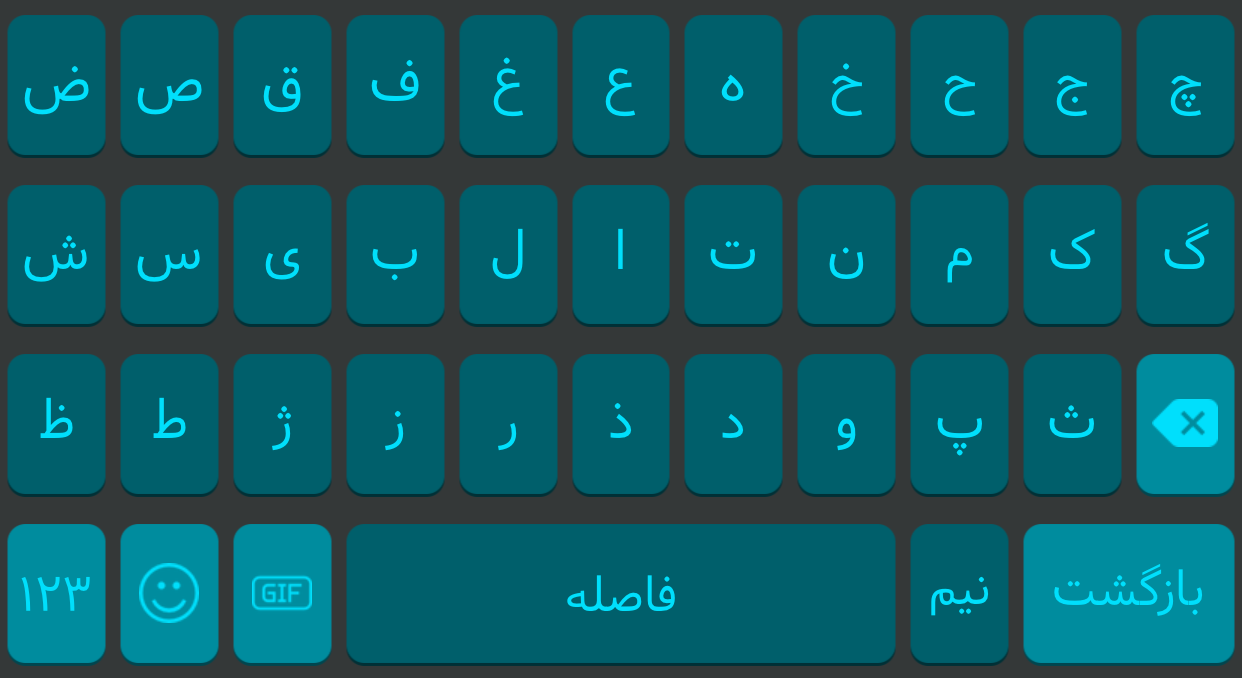 ض ص ق ف غ ع ه خ ح ج چ
ش س ی ب ل ا ت ن م ک گ
ظ ط ژ ز ر ذ د و پ ث
۱۲۳ GIF فاصله نیم بازگشت